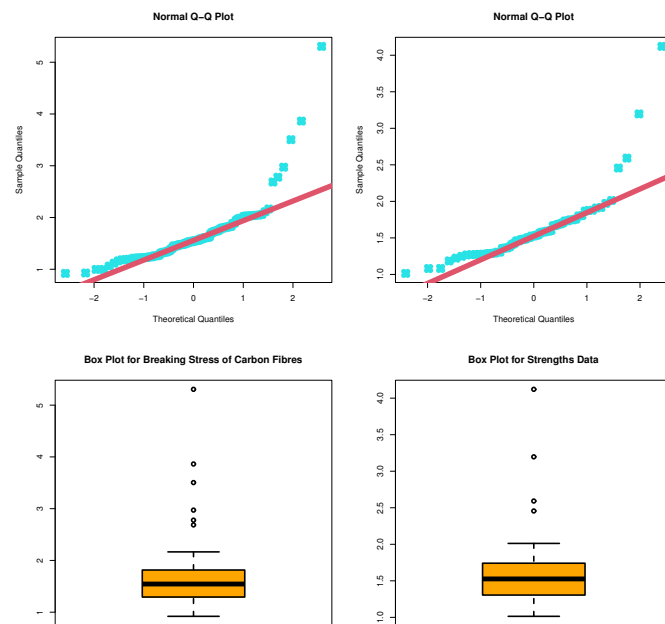 Normal Q−Q Plot
Sample Quantiles
5
4
3
2
1
−2 −1 0 1 2
Theoretical Quantiles
Normal Q−Q Plot
Sample Quantiles
4.0
3.5
3.0
2.5
2.0
1.5
1.0
−2 −1 0 1 2
Theoretical Quantiles
Box Plot for Breaking Stress of Carbon Fibres
5
4
3
2
1
Box Plot for Strengths Data
4.0
3.5
3.0
2.5
2.0
1.5
1.0